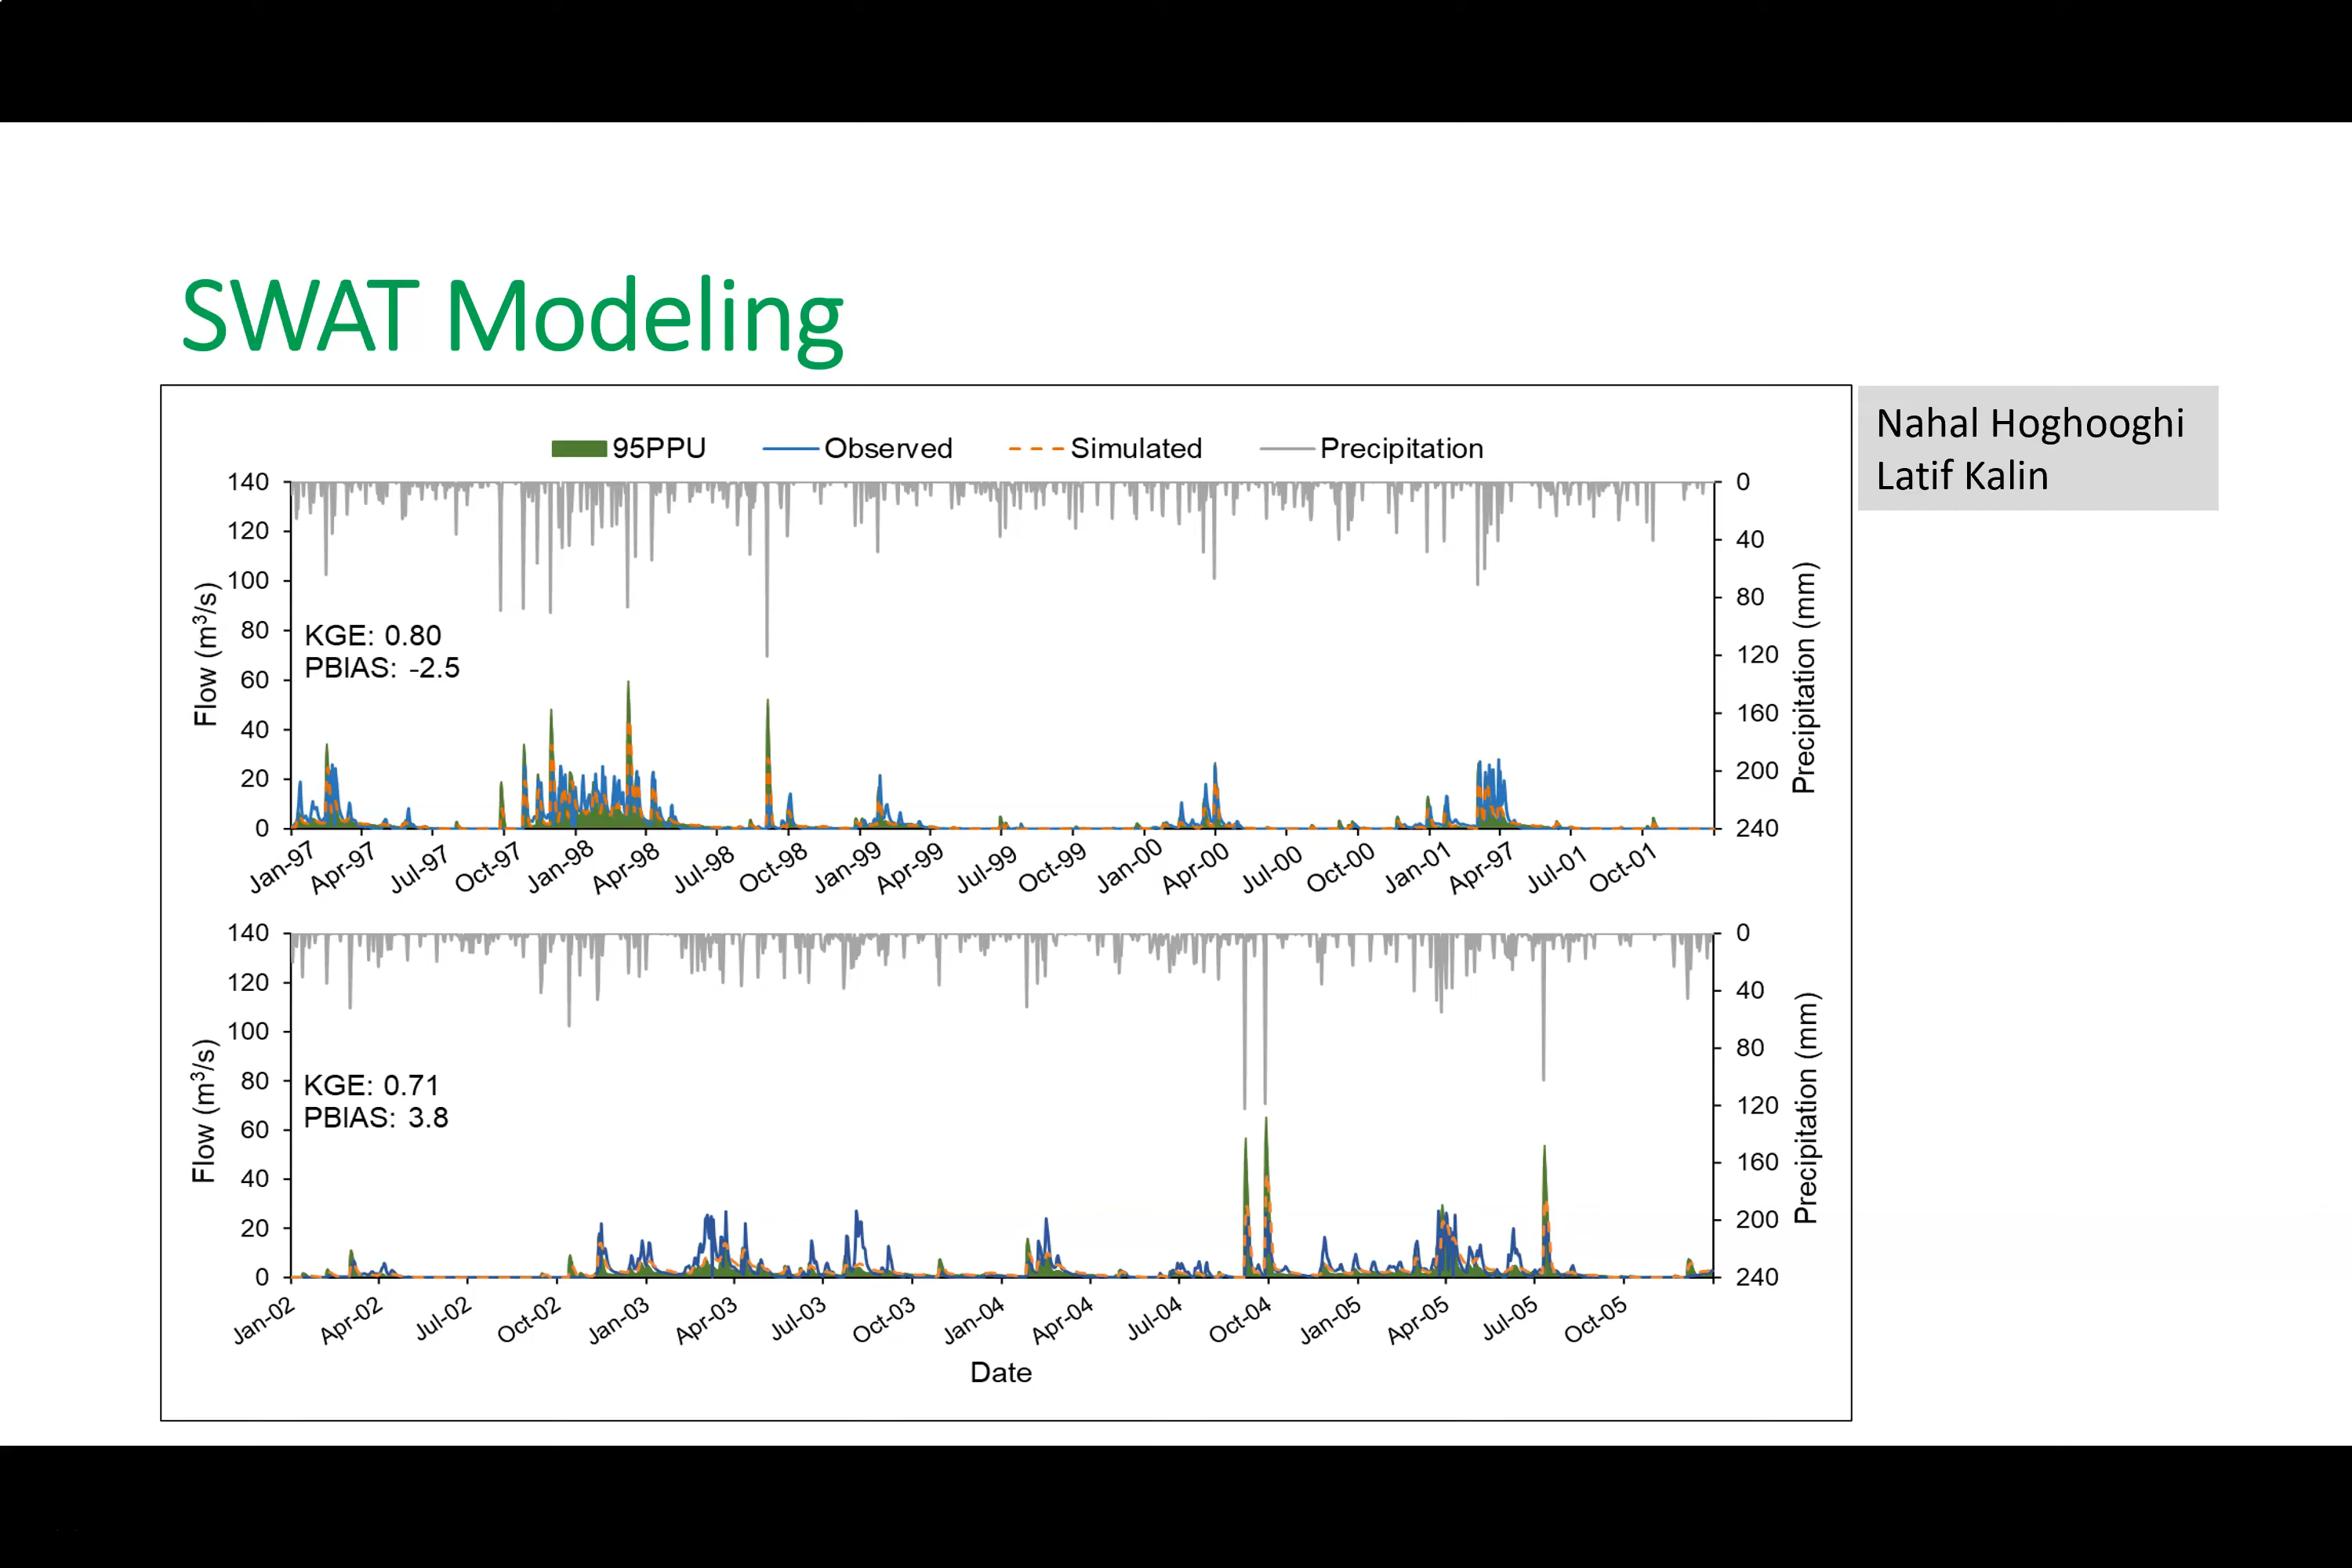 SWAT Modeling
Nahal Hoghooghi
Latif Kalin
95PPU Observed Simulated Precipitation
140
120
100
80
60
40
20
0
Flow (m³/s)
KGE: 0.80
PBIAS: -2.5
0
40
80
120
160
200
240
Precipitation (mm)
Jan-97 Apr-97 Jul-97 Oct-97 Jan-98 Apr-98 Jul-98 Oct-98 Jan-99 Apr-99 Jul-99 Oct-99 Jan-00 Apr-00 Jul-00 Oct-00 Jan-01 Apr-97 Jul-01 Oct-01
140
120
100
80
60
40
20
0
Flow (m³/s)
KGE: 0.71
PBIAS: 3.8
0
40
80
120
160
200
240
Precipitation (mm)
Jan-02 Apr-02 Jul-02 Oct-02 Jan-03 Apr-03 Jul-03 Oct-03 Jan-04 Apr-04 Jul-04 Oct-04 Jan-05 Apr-05 Jul-05 Oct-05
Date